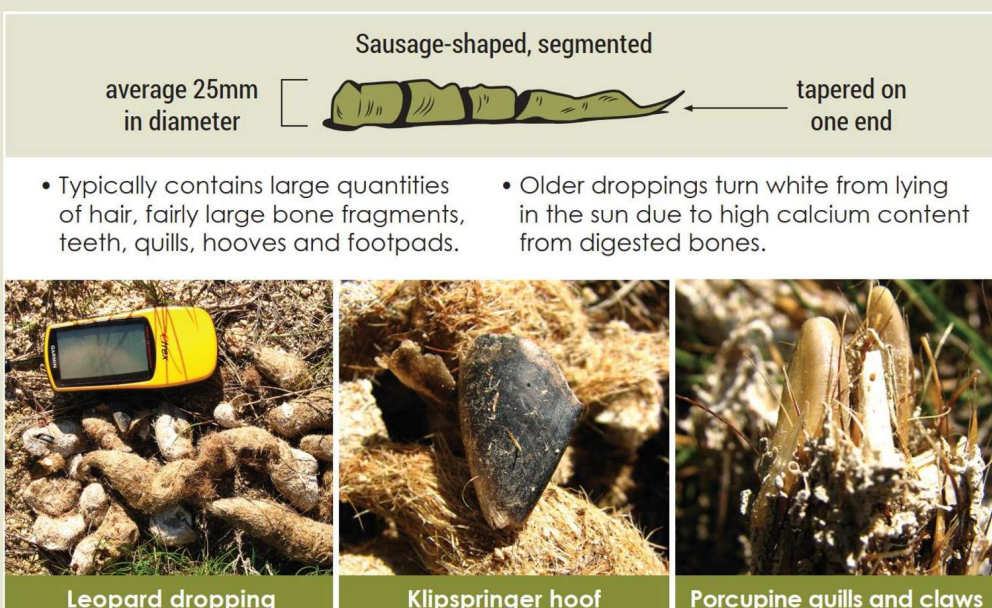 Sausage-shaped, segmented
average 25mm
in diameter
tapered on
one end
• Typically contains large quantities
of hair, fairly large bone fragments,
teeth, quills, hooves and footpads.
• Older droppings turn white from lying
in the sun due to high calcium content
from digested bones.
GARMIN
etrex
Leopard dropping
Klipspringer hoof
Porcupine quills and claws